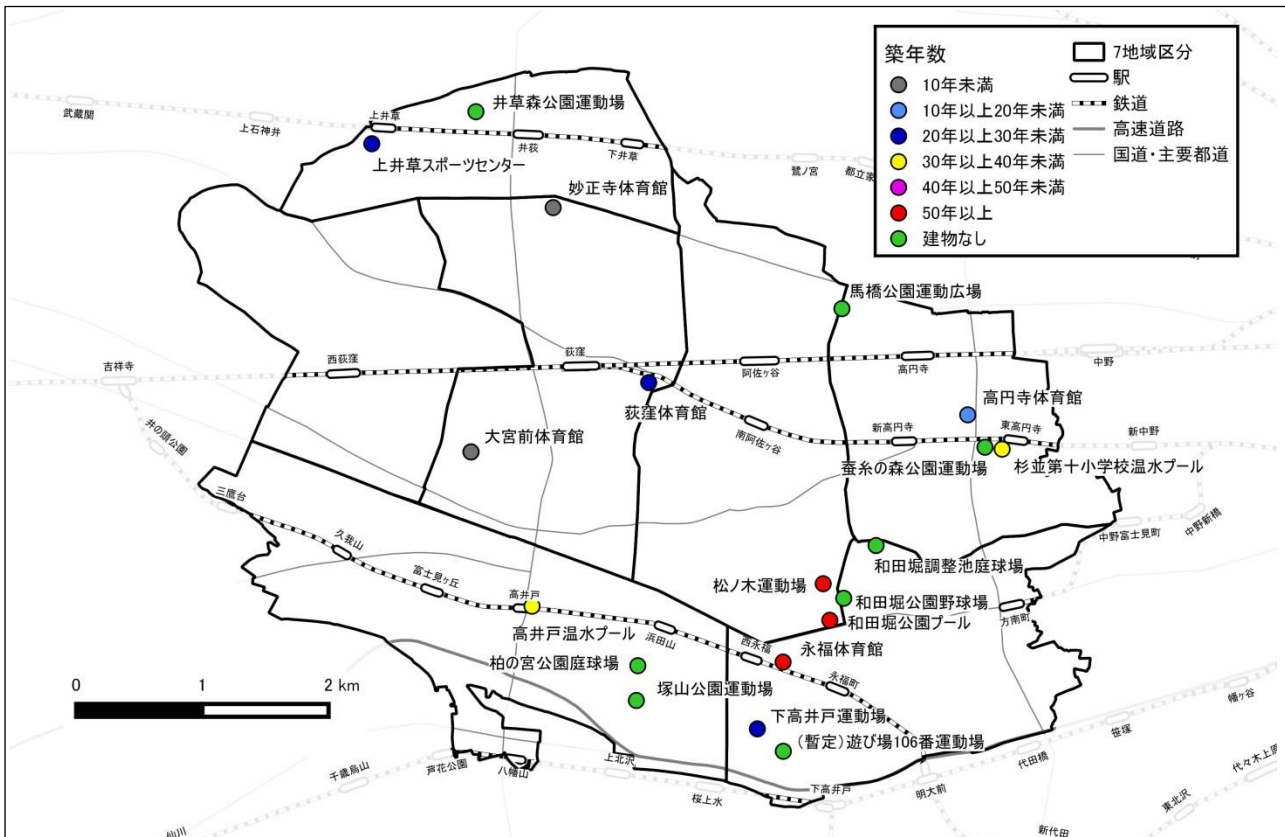 築年数
10年未満
10年以上20年未満
20年以上30年未満
30年以上40年未満
40年以上50年未満
50年以上
建物なし
7地域区分
駅
鉄道
高速道路
国道・主要都道
武蔵関
上石神井
上井草
井草森公園運動場
井荻
下井草
鷺ノ宮
都立家
上井草スポーツセンター
妙正寺体育館
馬橋公園運動広場
吉祥寺
西荻窪
荻窪
阿佐ヶ谷
高円寺
中野
荻窪体育館
高円寺体育館
井の頭公園
大宮前体育館
南阿佐ヶ谷
新高円寺
東高円寺
新中野
蚕糸の森公園運動場
杉並第十小学校温水プール
三鷹台
久我山
富士見ヶ丘
高井戸
中野富士見町
中野新橋
和田堀調整池庭球場
松ノ木運動場
和田堀公園野球場
和田堀公園プール
方南町
高井戸温水プール
浜田山
西永福
永福体育館
永福町
柏の宮公園庭球場
塚山公園運動場
下高井戸運動場
(暫定)遊び場106番運動場
0
1
2 km
千歳烏山
芦花公園
八幡山
上北沢
桜上水
下高井戸
明大前
代田橋
笹塚
幡ヶ谷
代々木上原
東北沢
新代田
仙川